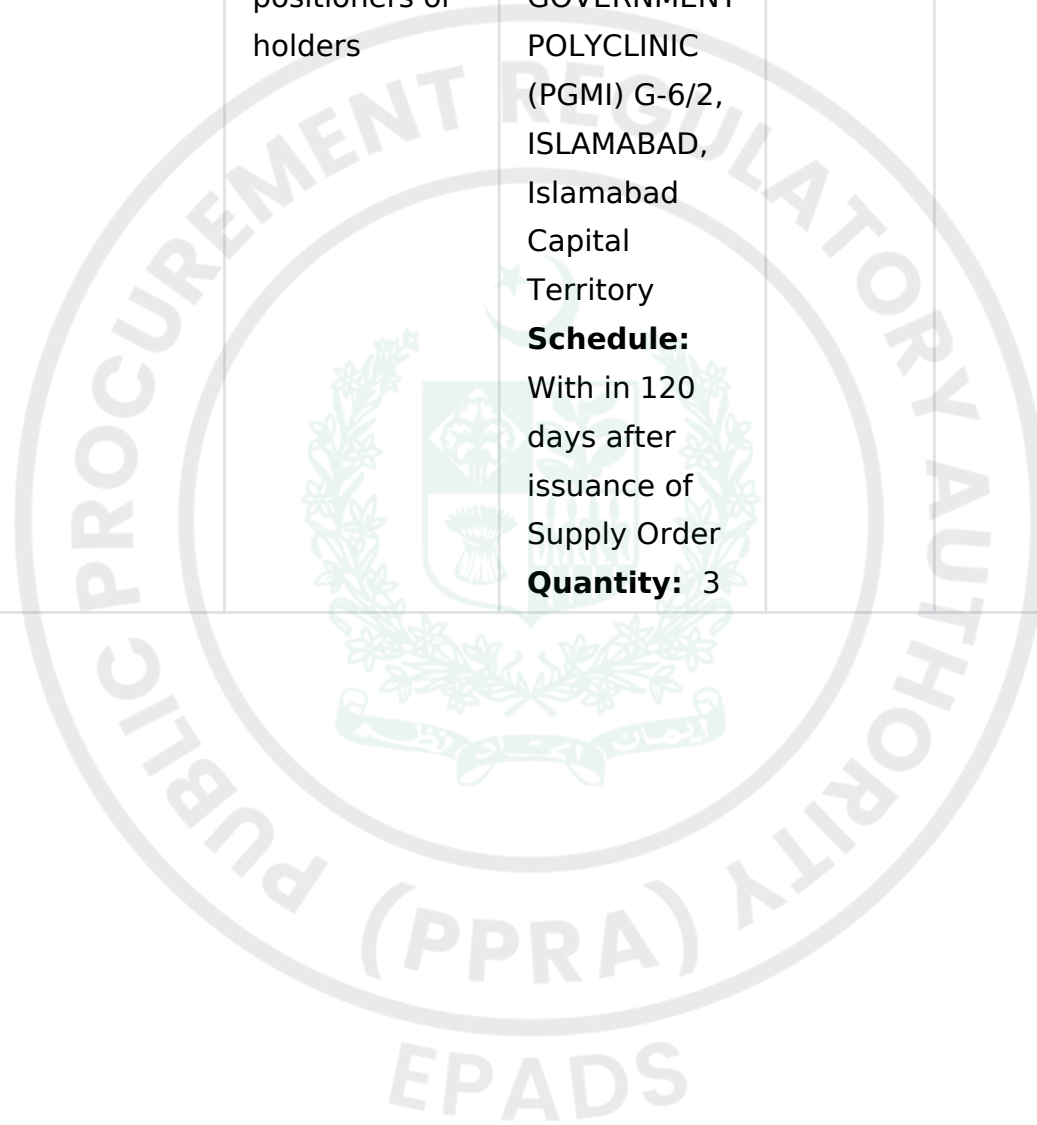 positioners or
holders
GOVERNMENT
POLYCLINIC
(PGMI) G-6/2,
ISLAMABAD,
Islamabad
Capital
Territory
Schedule:
With in 120
days after
issuance of
Supply Order
Quantity: 3
PUBLIC PROCUREMENT REGULATORY AUTHORITY
(PPRA)
EPADS